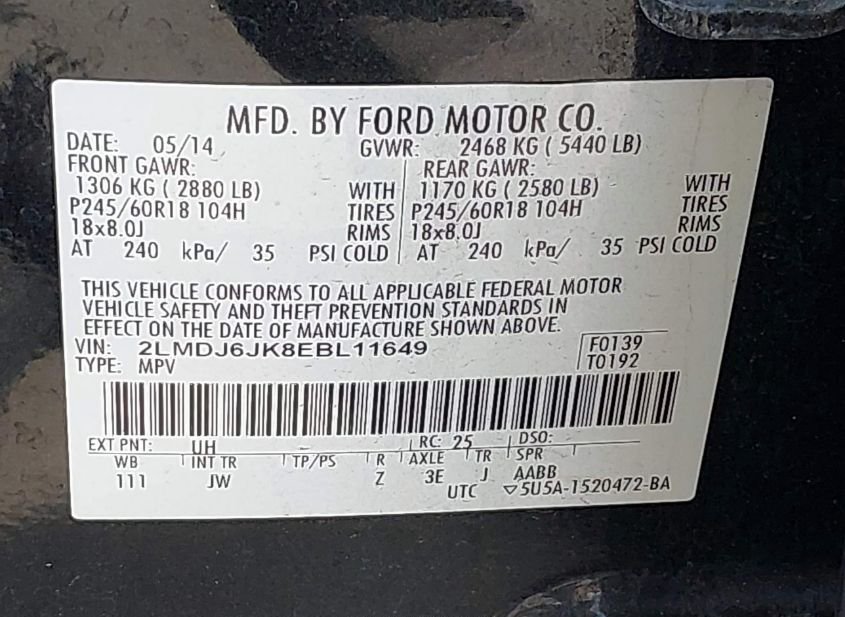 MFD. BY FORD MOTOR CO.
DATE: 05/14 GVWR: 2468 KG ( 5440 LB)
FRONT GAWR: REAR GAWR:
1306 KG ( 2880 LB) WITH 1170 KG ( 2580 LB) WITH
P245/60R18 104H TIRES P245/60R18 104H TIRES
18x8.0J RIMS 18x8.0J RIMS
AT 240 kPa/ 35 PSI COLD AT 240 kPa/ 35 PSI COLD
THIS VEHICLE CONFORMS TO ALL APPLICABLE FEDERAL MOTOR
VEHICLE SAFETY AND THEFT PREVENTION STANDARDS IN
EFFECT ON THE DATE OF MANUFACTURE SHOWN ABOVE.
VIN: 2LMDJ6JK8EBL11649 F0139
TYPE: MPV T0192
EXT PNT: UH RC: 25 DSO:
WB INT TR TP/PS R AXLE TR SPR
111 JW Z 3E J AABB
UTC ▽5U5A-1520472-BA